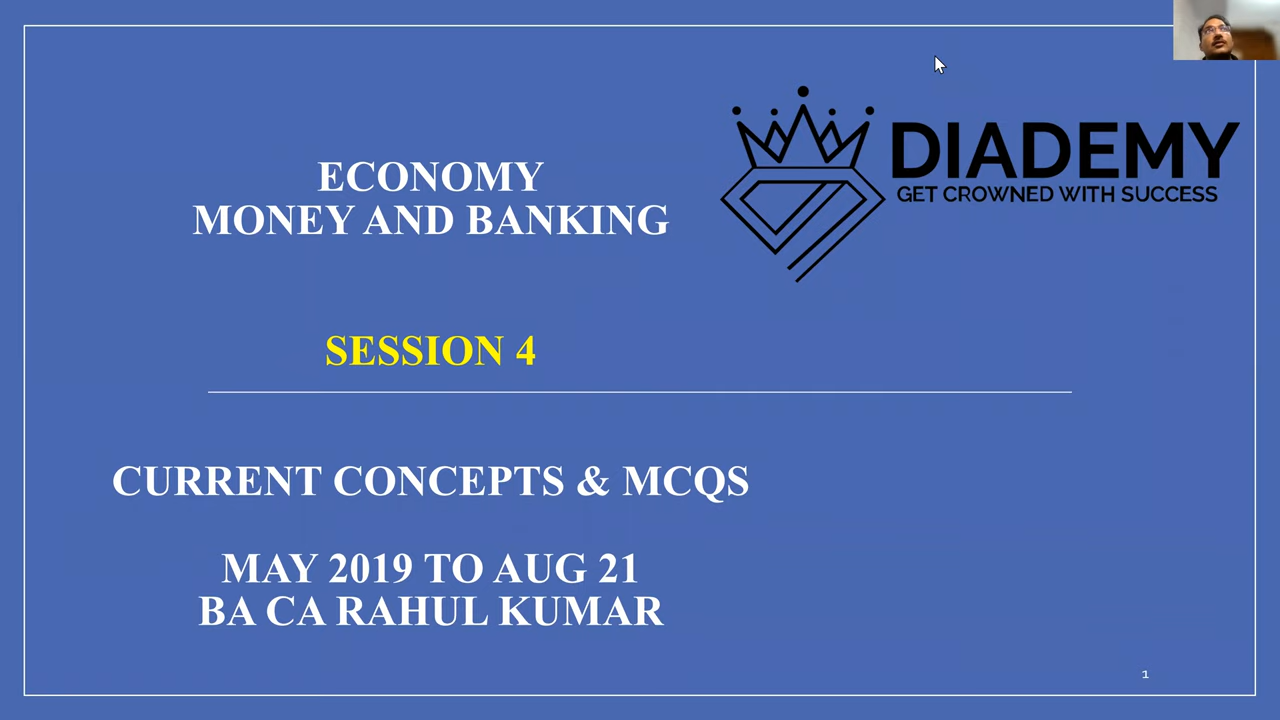 ECONOMY
MONEY AND BANKING
DIADEMY
GET CROWNED WITH SUCCESS
SESSION 4
CURRENT CONCEPTS & MCQS
MAY 2019 TO AUG 21
BA CA RAHUL KUMAR
1